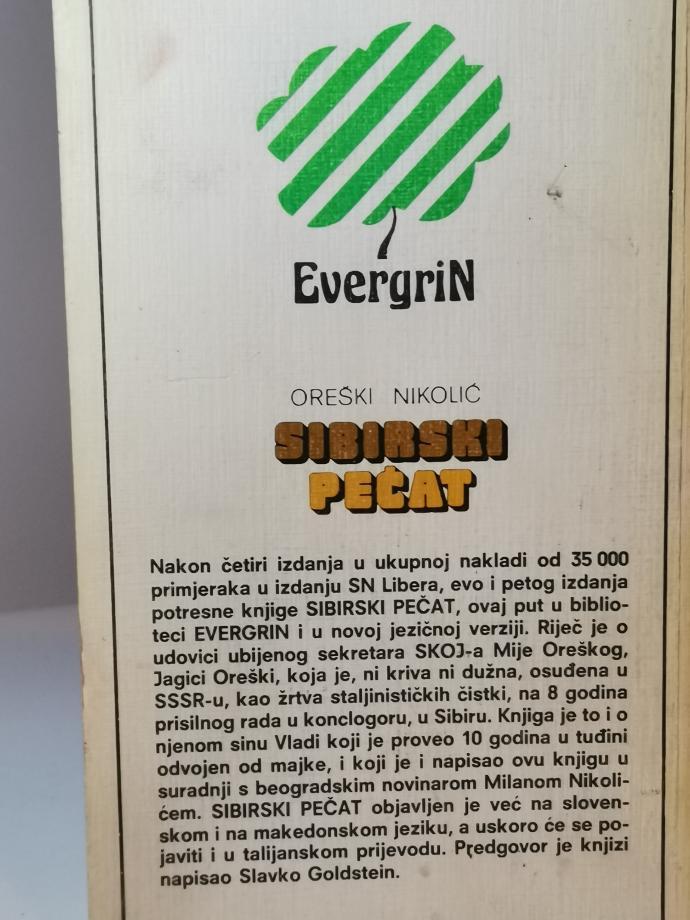 EvergriN
OREŠKI NIKOLIĆ
SIBIRSKI
PEČAT
Nakon četiri izdanja u ukupnoj nakladi od 35 000
primjeraka u izdanju SN Libera, evo i petog izdanja
potresne knjige SIBIRSKI PEČAT, ovaj put u biblio-
teci EVERGRIN i u novoj jezičnoj verziji. Riječ je o
udovici ubijenog sekretara SKOJ-a Mije Oreškog,
Jagici Oreški, koja je, ni kriva ni dužna, osuđena u
SSSR-u, kao žrtva staljinističkih čistki, na 8 godina
prisilnog rada u konclogoru, u Sibiru. Knjiga je to i o
njenom sinu Vladi koji je proveo 10 godina u tuđini
odvojen od majke, i koji je i napisao ovu knjigu u
suradnji s beogradskim novinarom Milanom Nikoli-
ćem. SIBIRSKI PEČAT objavljen je već na sloven-
skom i na makedonskom jeziku, a uskoro će se po-
javiti i u talijanskom prijevodu. Predgovor je knjizi
napisao Slavko Goldstein.